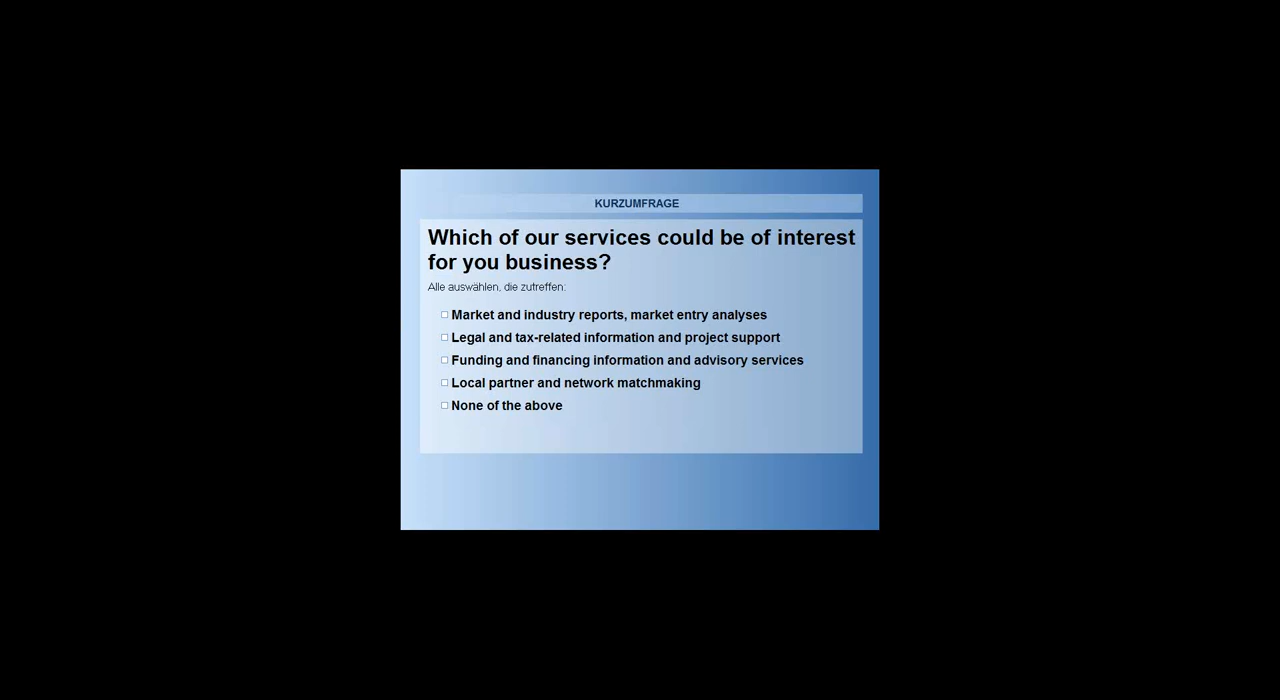 KURZUMFRAGE
Which of our services could be of interest
for you business?
Alle auswählen, die zutreffen:
Market and industry reports, market entry analyses
Legal and tax-related information and project support
Funding and financing information and advisory services
Local partner and network matchmaking
None of the above